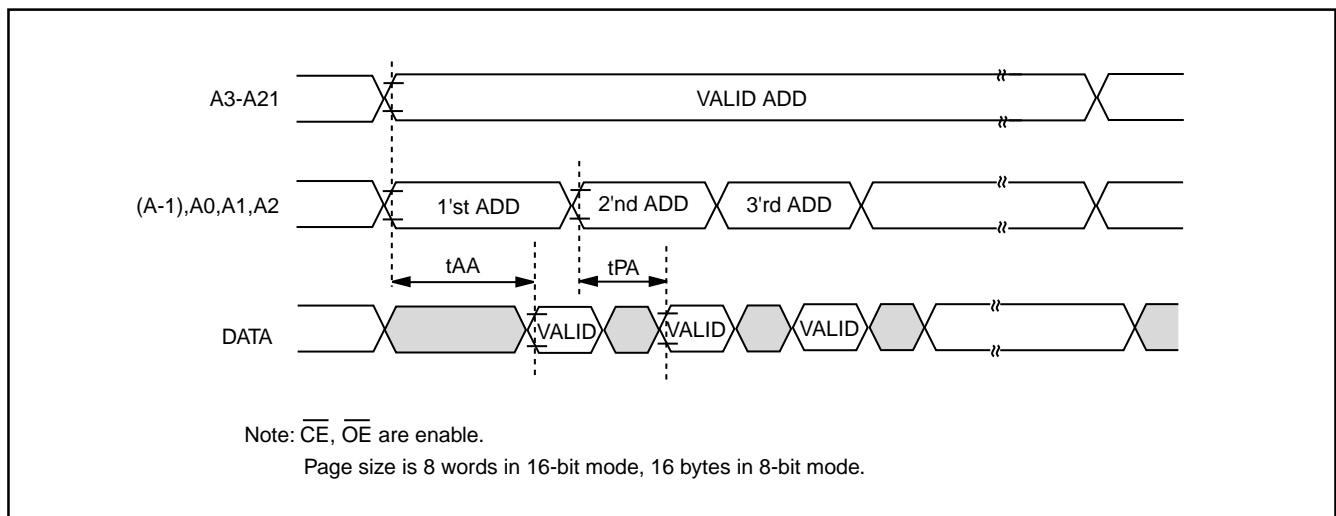 A3-A21
VALID ADD
(A-1),A0,A1,A2
1'st ADD
2'nd ADD
3'rd ADD
tAA
tPA
DATA
VALID
VALID
VALID
Note: C̅E̅, O̅E̅ are enable.
Page size is 8 words in 16-bit mode, 16 bytes in 8-bit mode.